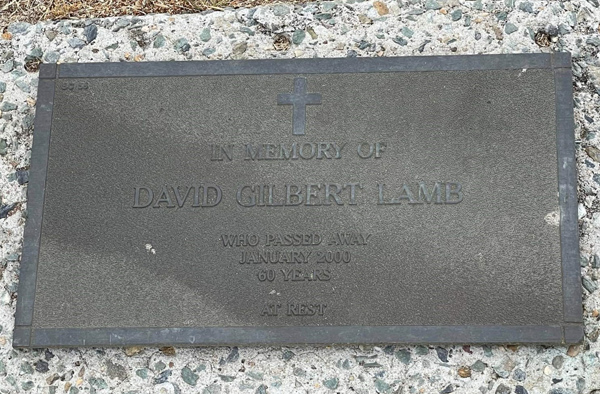 IN MEMORY OF
DAVID GILBERT LAMB
WHO PASSED AWAY
JANUARY 2000
60 YEARS
AT REST